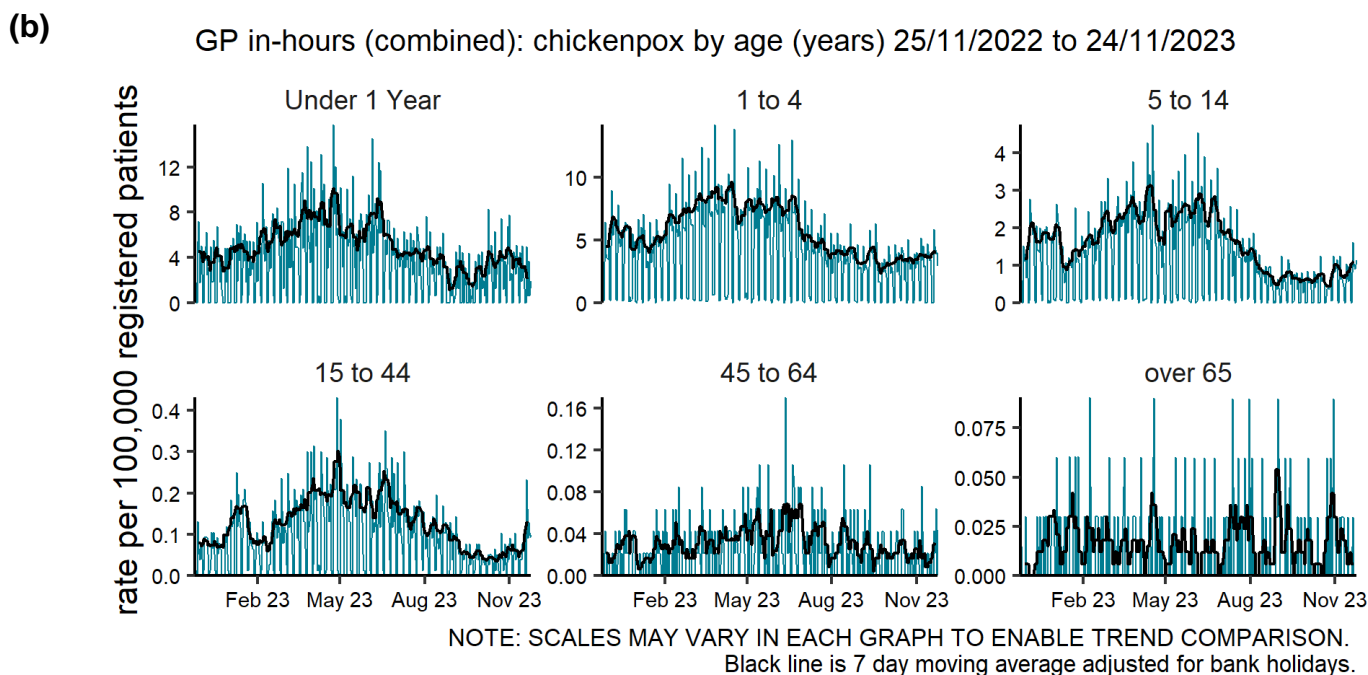 (b)
GP in-hours (combined): chickenpox by age (years) 25/11/2022 to 24/11/2023
rate per 100,000 registered patients
Under 1 Year
12
8
4
0
1 to 4
10
5
0
5 to 14
4
3
2
1
0
15 to 44
0.4
0.3
0.2
0.1
0.0
Feb 23 May 23 Aug 23 Nov 23
45 to 64
0.16
0.12
0.08
0.04
0.00
Feb 23 May 23 Aug 23 Nov 23
over 65
0.075
0.050
0.025
0.000
Feb 23 May 23 Aug 23 Nov 23
NOTE: SCALES MAY VARY IN EACH GRAPH TO ENABLE TREND COMPARISON.
Black line is 7 day moving average adjusted for bank holidays.